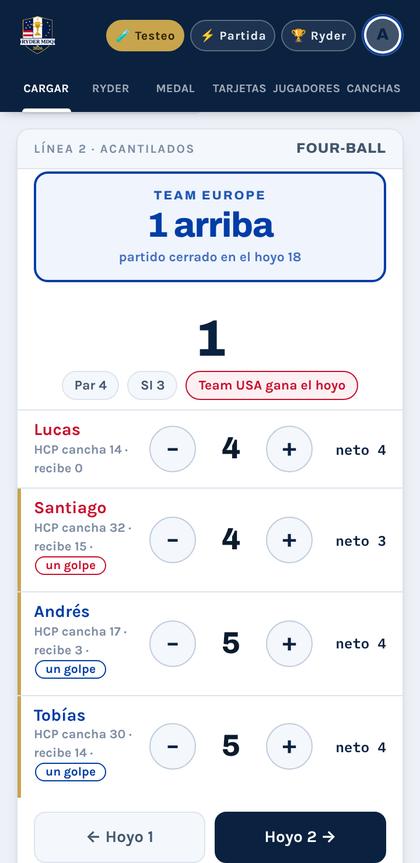 RYDER MDQ
2026
🧪 Testeo
⚡ Partida
🏆 Ryder
A
CARGAR RYDER MEDAL TARJETAS JUGADORES CANCHAS
LÍNEA 2 · ACANTILADOS FOUR-BALL
TEAM EUROPE
1 arriba
partido cerrado en el hoyo 18
1
Par 4 SI 3 Team USA gana el hoyo
Lucas
HCP cancha 14 ·
recibe 0
− 4 + neto 4
Santiago
HCP cancha 32 ·
recibe 15 ·
un golpe
− 4 + neto 3
Andrés
HCP cancha 17 ·
recibe 3 ·
un golpe
− 5 + neto 4
Tobías
HCP cancha 30 ·
recibe 14 ·
un golpe
− 5 + neto 4
← Hoyo 1 Hoyo 2 →